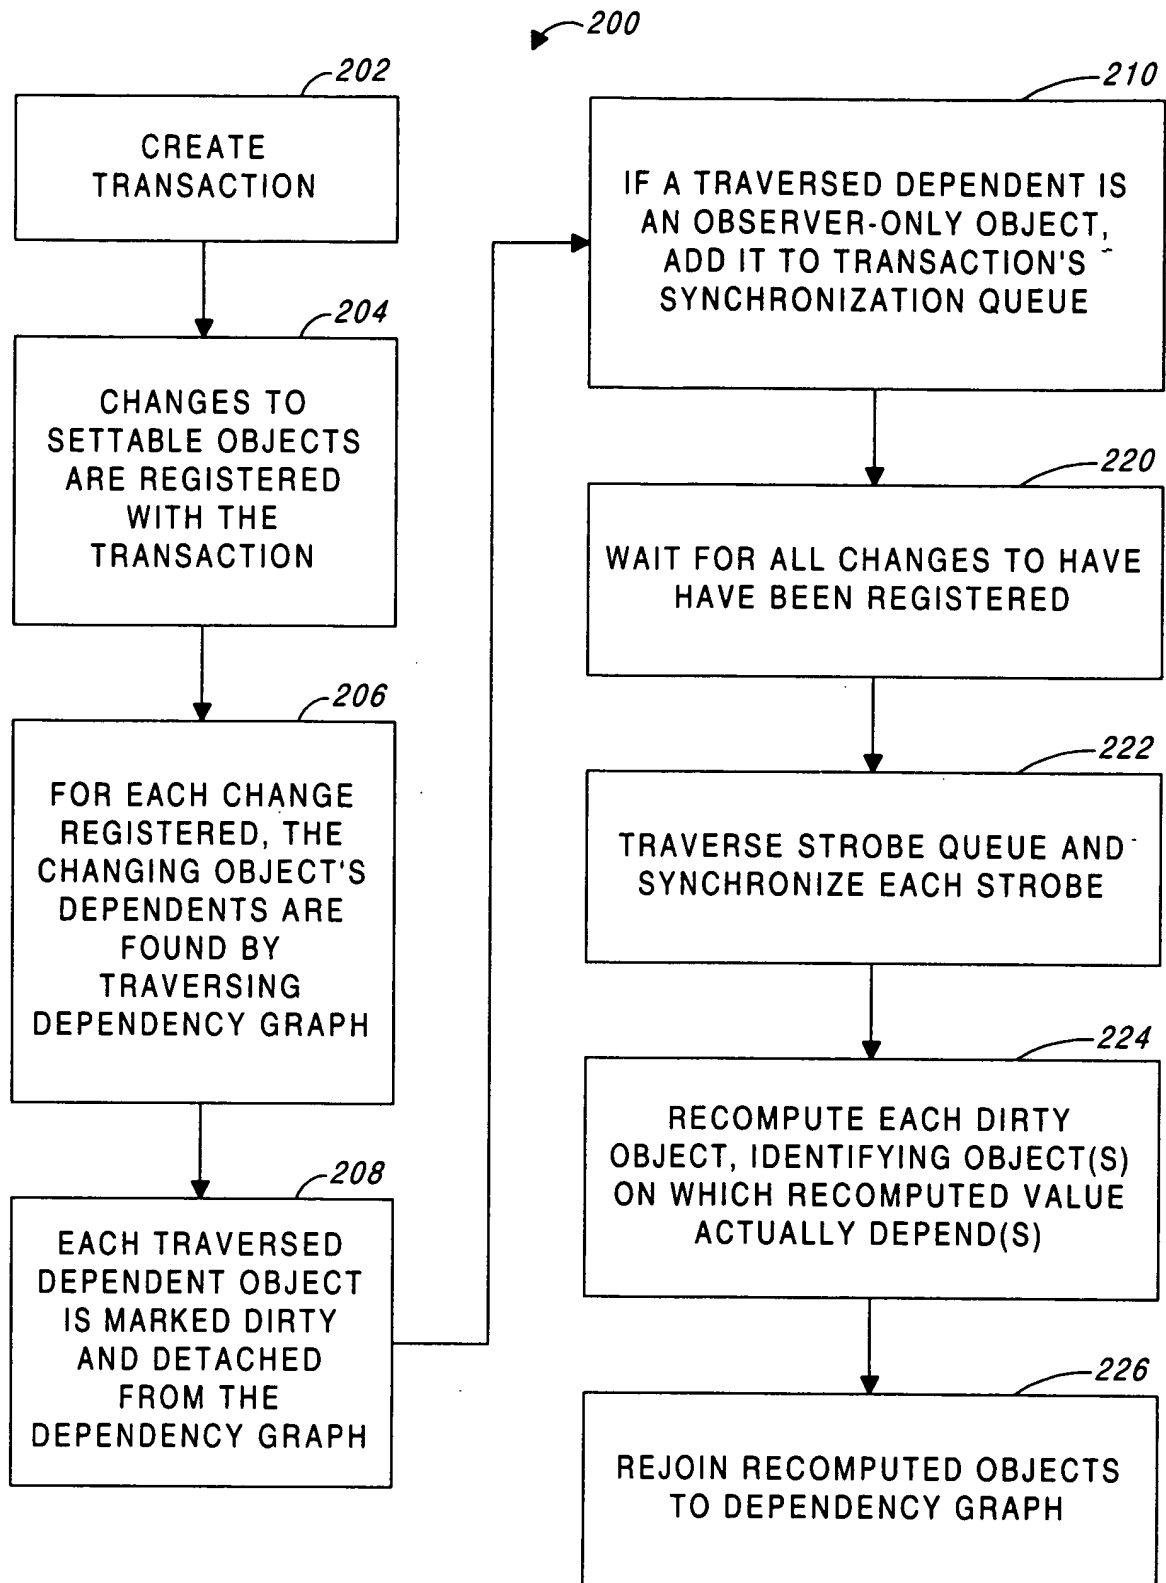 200
202
CREATE
TRANSACTION
204
CHANGES TO
SETTABLE OBJECTS
ARE REGISTERED
WITH THE
TRANSACTION
206
FOR EACH CHANGE
REGISTERED, THE
CHANGING OBJECT'S
DEPENDENTS ARE
FOUND BY
TRAVERSING
DEPENDENCY GRAPH
208
EACH TRAVERSED
DEPENDENT OBJECT
IS MARKED DIRTY
AND DETACHED
FROM THE
DEPENDENCY GRAPH
210
IF A TRAVERSED DEPENDENT IS
AN OBSERVER-ONLY OBJECT,
ADD IT TO TRANSACTION'S
SYNCHRONIZATION QUEUE
220
WAIT FOR ALL CHANGES TO HAVE
HAVE BEEN REGISTERED
222
TRAVERSE STROBE QUEUE AND
SYNCHRONIZE EACH STROBE
224
RECOMPUTE EACH DIRTY
OBJECT, IDENTIFYING OBJECT(S)
ON WHICH RECOMPUTED VALUE
ACTUALLY DEPEND(S)
226
REJOIN RECOMPUTED OBJECTS
TO DEPENDENCY GRAPH